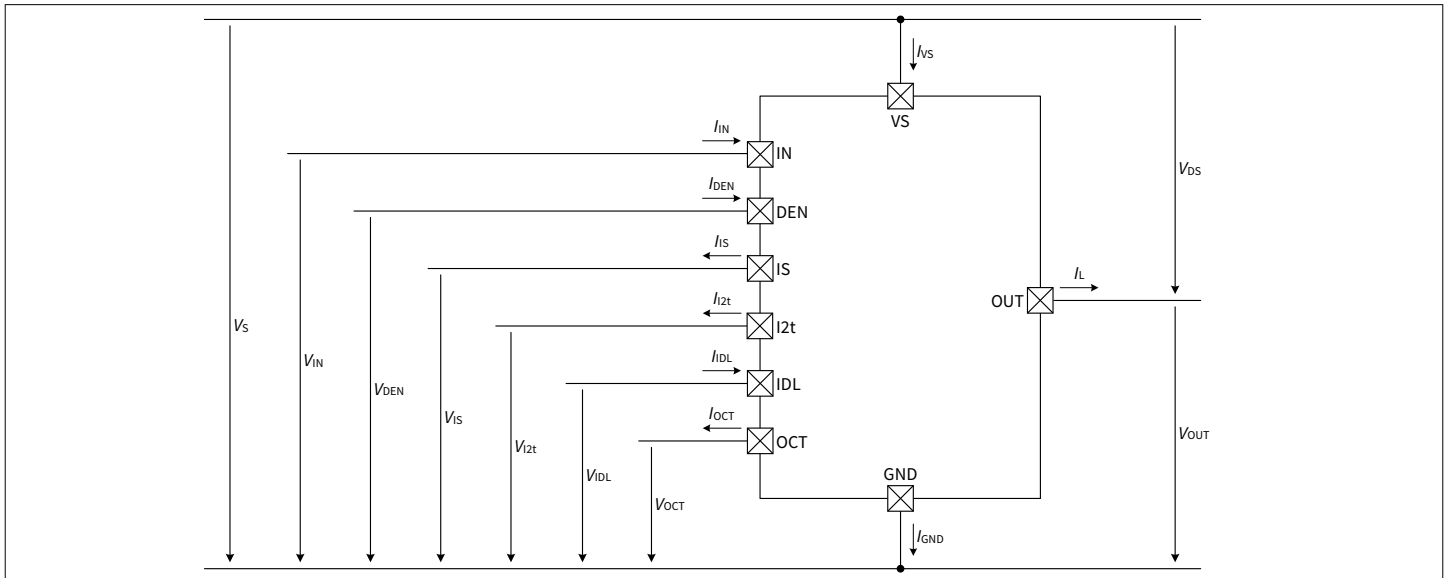 IVS
VS
IIN
IN
VDS
IDEN
DEN
IIS
IS
IL
OUT
II2t
I2t
VS
VIN
IIDL
IDL
VDEN
IOCT
OCT
VIS
VOUT
VI2t
VIDL
GND
VOCT
IGND